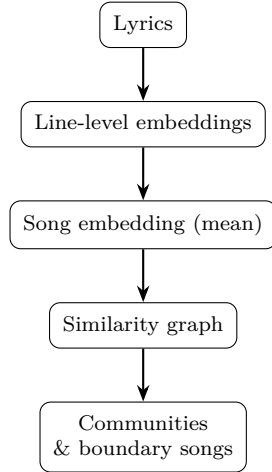 Lyrics
Line-level embeddings
Song embedding (mean)
Similarity graph
Communities
& boundary songs